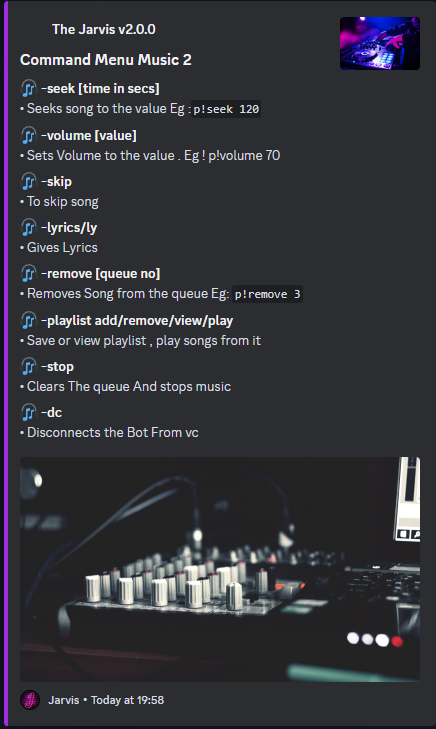 The Jarvis v2.0.0
Command Menu Music 2
-seek [time in secs]
• Seeks song to the value Eg : p!seek 120
-volume [value]
• Sets Volume to the value . Eg ! p!volume 70
-skip
• To skip song
-lyrics/ly
• Gives Lyrics
-remove [queue no]
• Removes Song from the queue Eg: p!remove 3
-playlist add/remove/view/play
• Save or view playlist , play songs from it
-stop
• Clears The queue And stops music
-dc
• Disconnects the Bot From vc
Jarvis • Today at 19:58